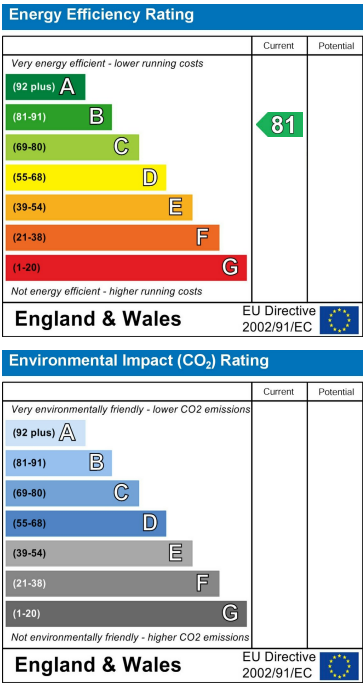 Energy Efficiency Rating
Current Potential
Very energy efficient - lower running costs
(92 plus) A
(81-91) B
81
(69-80) C
(55-68) D
(39-54) E
(21-38) F
(1-20) G
Not energy efficient - higher running costs
England & Wales
EU Directive
2002/91/EC
Environmental Impact (CO₂) Rating
Current Potential
Very environmentally friendly - lower CO2 emissions
(92 plus) A
(81-91) B
(69-80) C
(55-68) D
(39-54) E
(21-38) F
(1-20) G
Not environmentally friendly - higher CO2 emissions
England & Wales
EU Directive
2002/91/EC